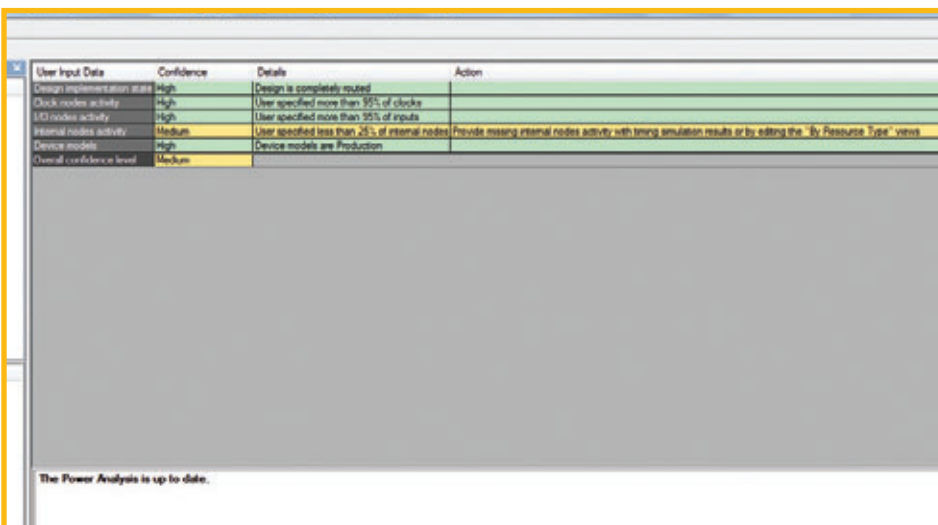 User Input Data Confidence Details Action
Design implementation state High Design is completely routed
Clock nodes activity High User specified more than 95% of clocks
I/O nodes activity High User specified more than 95% of inputs
Internal nodes activity Medium User specified less than 25% of internal nodes Provide missing internal nodes activity with timing simulation results or by editing the "By Resource Type" views
Device models High Device models are Production
Overall confidence level Medium
The Power Analysis is up to date.